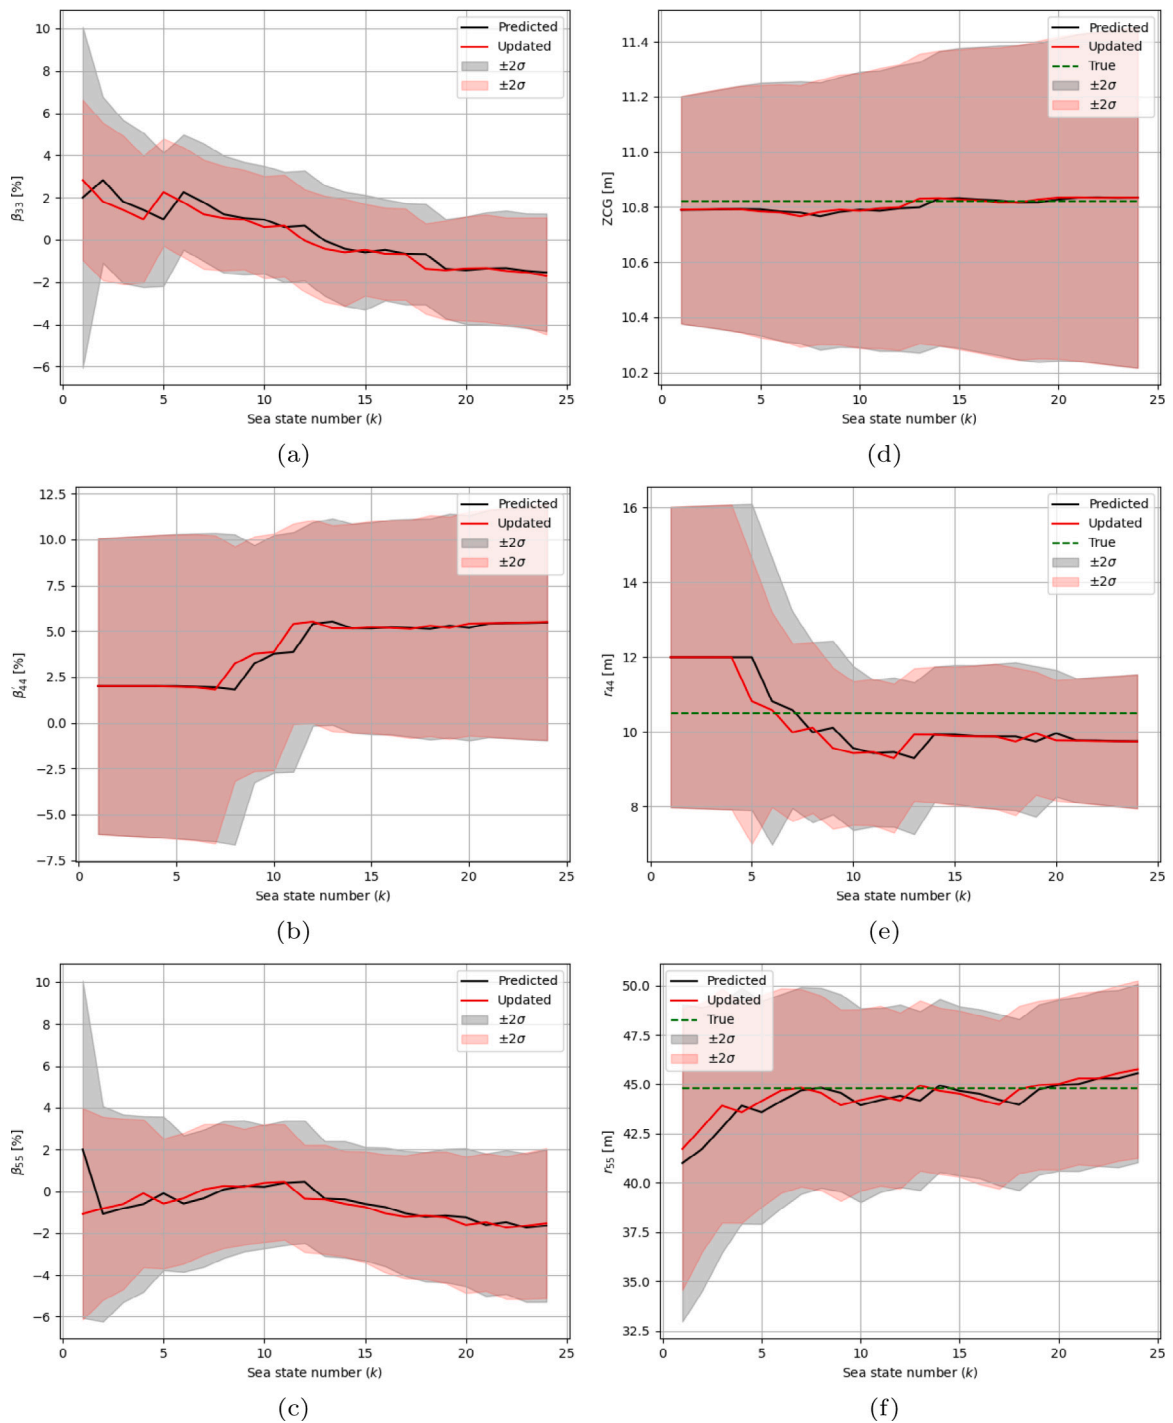 10
8
6
4
2
0
−2
−4
−6
β33 [%]
0 5 10 15 20 25
Sea state number (k)
Predicted
Updated
±2σ
±2σ
(a)
11.4
11.2
11.0
10.8
10.6
10.4
10.2
ZCG [m]
0 5 10 15 20 25
Sea state number (k)
Predicted
Updated
True
±2σ
±2σ
(d)
12.5
10.0
7.5
5.0
2.5
0.0
−2.5
−5.0
−7.5
β′44 [%]
0 5 10 15 20 25
Sea state number (k)
Predicted
Updated
±2σ
±2σ
(b)
16
14
12
10
8
r44 [m]
0 5 10 15 20 25
Sea state number (k)
Predicted
Updated
True
±2σ
±2σ
(e)
10
8
6
4
2
0
−2
−4
−6
β55 [%]
0 5 10 15 20 25
Sea state number (k)
Predicted
Updated
±2σ
±2σ
(c)
50.0
47.5
45.0
42.5
40.0
37.5
35.0
32.5
r55 [m]
0 5 10 15 20 25
Sea state number (k)
Predicted
Updated
True
±2σ
±2σ
(f)